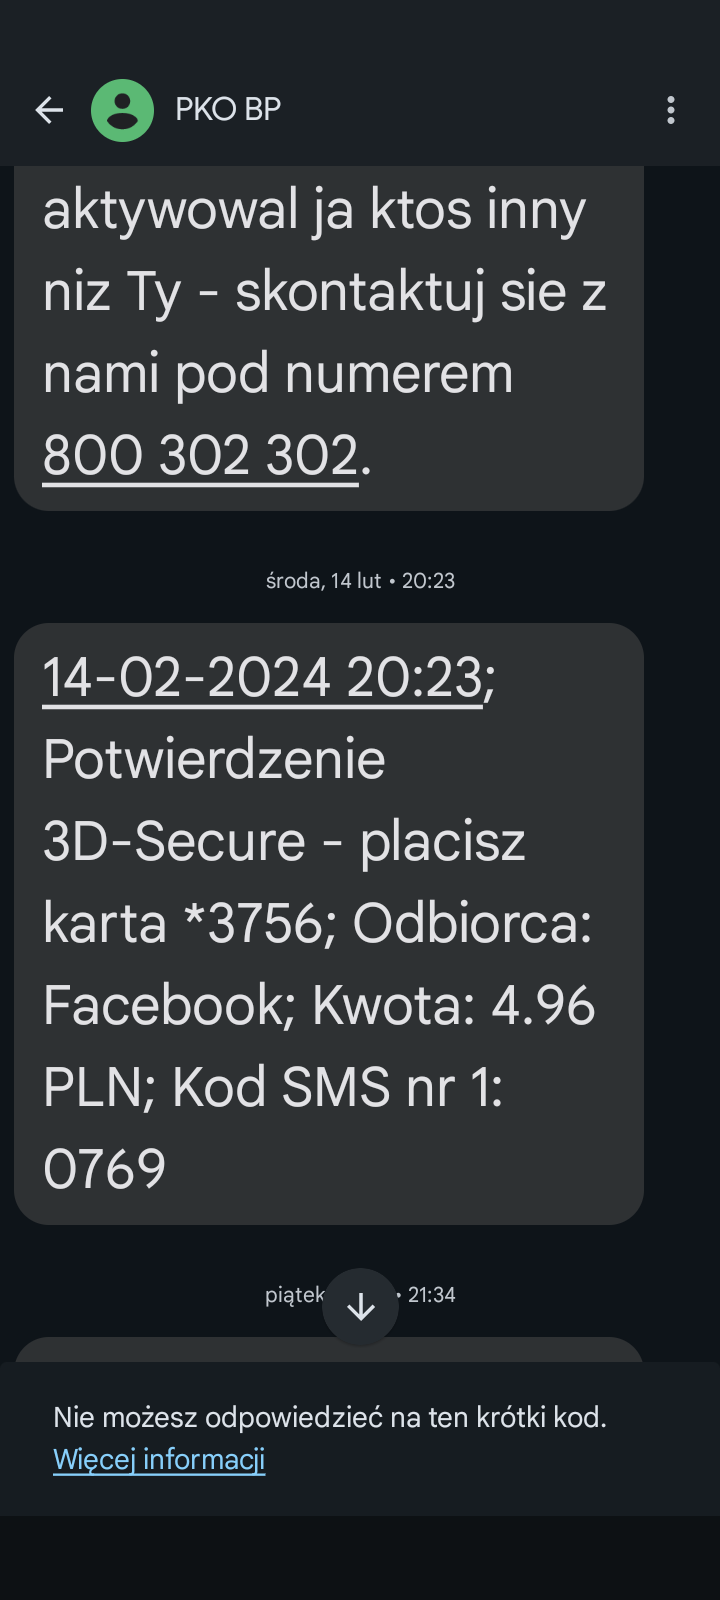 PKO BP
aktywowal ja ktos inny
niz Ty - skontaktuj sie z
nami pod numerem
800 302 302.
środa, 14 lut • 20:23
14-02-2024 20:23;
Potwierdzenie
3D-Secure - placisz
karta *3756; Odbiorca:
Facebook; Kwota: 4.96
PLN; Kod SMS nr 1:
0769
piątek • 21:34
Nie możesz odpowiedzieć na ten krótki kod.
Więcej informacji